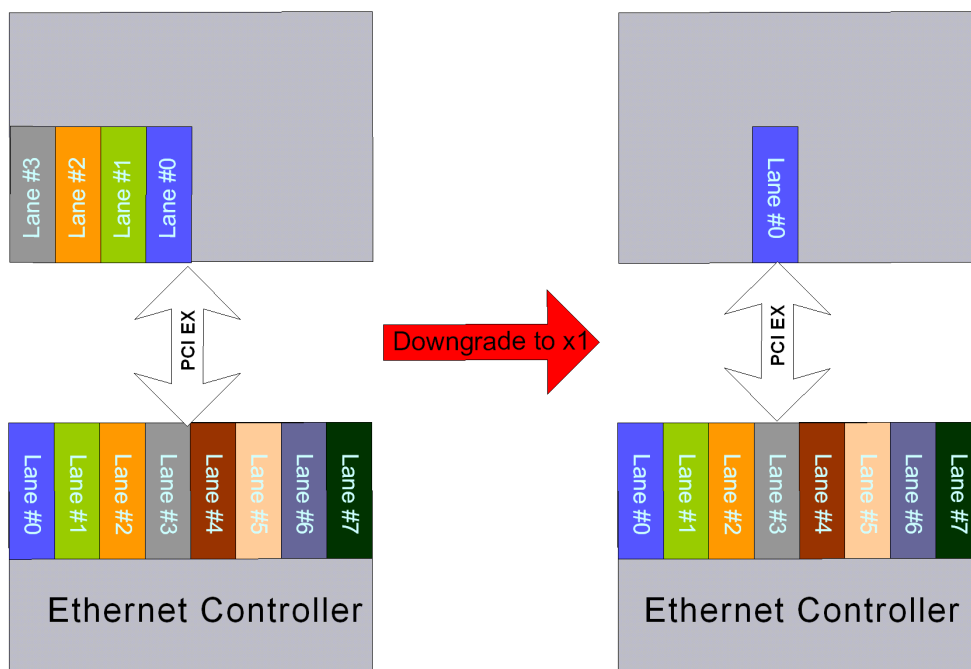 Lane #3
Lane #2
Lane #1
Lane #0
PCI EX
Lane #0
Lane #1
Lane #2
Lane #3
Lane #4
Lane #5
Lane #6
Lane #7
Ethernet Controller
Downgrade to x1
Lane #0
PCI EX
Lane #0
Lane #1
Lane #2
Lane #3
Lane #4
Lane #5
Lane #6
Lane #7
Ethernet Controller